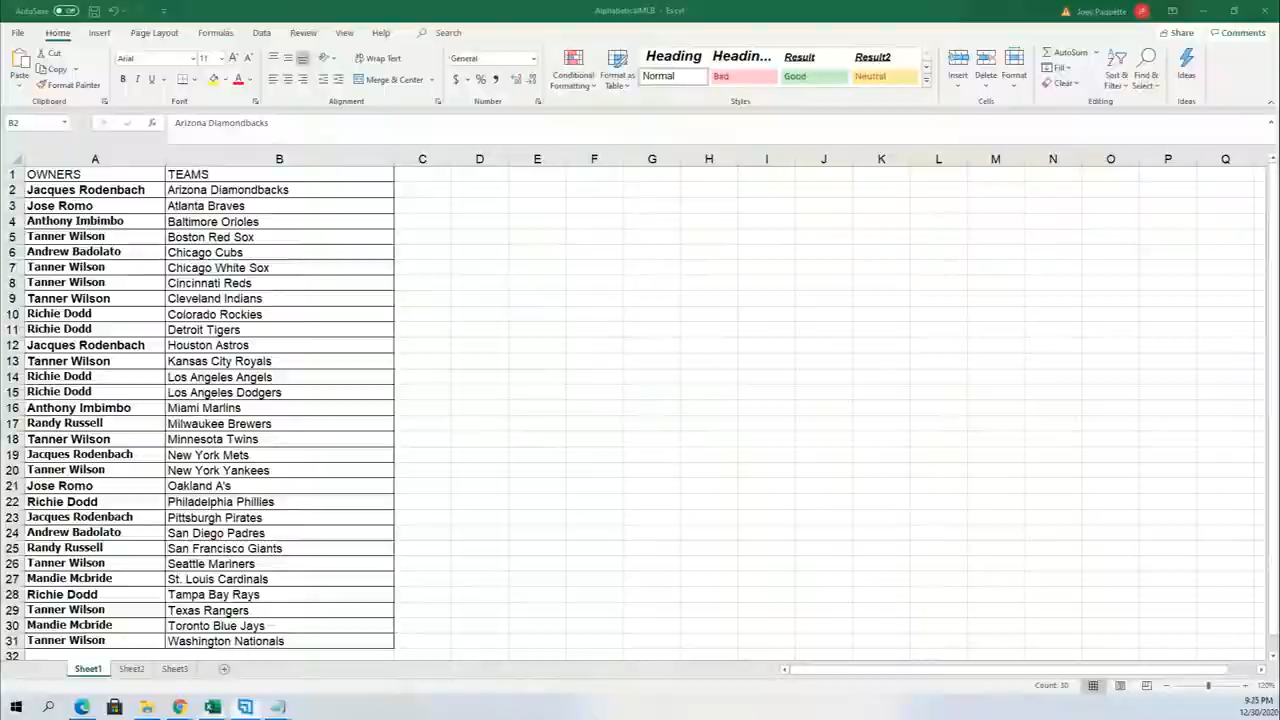 AutoSave Off AlphabeticalMLB - Excel
File Home Insert Page Layout Formulas Data Review View Help Search Share Comments
Paste Cut Copy Format Painter Clipboard
Arial 11 B I U Font
Wrap Text Merge & Center Alignment
General $ % Number
Conditional Formatting Format as Table
Heading Headin... Result Result2
Normal Bad Good Neutral Styles
Insert Delete Format Cells
AutoSum Fill Clear Sort & Filter Find & Select Editing
Ideas Ideas
B2 fx Arizona Diamondbacks
A B C D E F G H I J K L M N O P Q
1 OWNERS TEAMS
2 Jacques Rodenbach Arizona Diamondbacks
3 Jose Romo Atlanta Braves
4 Anthony Imbimbo Baltimore Orioles
5 Tanner Wilson Boston Red Sox
6 Andrew Badolato Chicago Cubs
7 Tanner Wilson Chicago White Sox
8 Tanner Wilson Cincinnati Reds
9 Tanner Wilson Cleveland Indians
10 Richie Dodd Colorado Rockies
11 Richie Dodd Detroit Tigers
12 Jacques Rodenbach Houston Astros
13 Tanner Wilson Kansas City Royals
14 Richie Dodd Los Angeles Angels
15 Richie Dodd Los Angeles Dodgers
16 Anthony Imbimbo Miami Marlins
17 Randy Russell Milwaukee Brewers
18 Tanner Wilson Minnesota Twins
19 Jacques Rodenbach New York Mets
20 Tanner Wilson New York Yankees
21 Jose Romo Oakland A's
22 Richie Dodd Philadelphia Phillies
23 Jacques Rodenbach Pittsburgh Pirates
24 Andrew Badolato San Diego Padres
25 Randy Russell San Francisco Giants
26 Tanner Wilson Seattle Mariners
27 Mandie Mcbride St. Louis Cardinals
28 Richie Dodd Tampa Bay Rays
29 Tanner Wilson Texas Rangers
30 Mandie Mcbride Toronto Blue Jays
31 Tanner Wilson Washington Nationals
32
Sheet1 Sheet2 Sheet3
Count: 30 120%
9:25 PM
12/30/2020